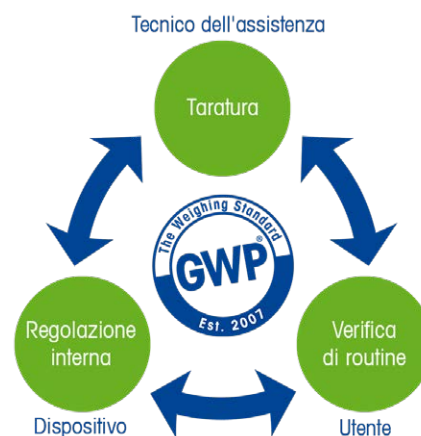 Tecnico dell'assistenza
Taratura
The Weighing Standard
GWP®
Est. 2007
Regolazione
interna
Verifica
di routine
Dispositivo
Utente